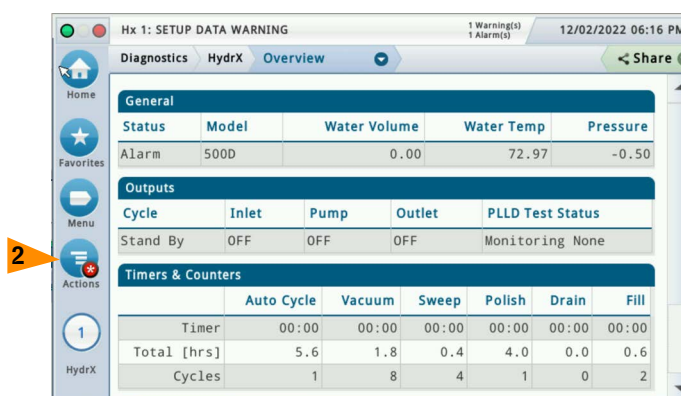 Hx 1: SETUP DATA WARNING
1 Warning(s)
1 Alarm(s)
12/02/2022 06:16 PM
Diagnostics HydrX Overview
Share
Home
Favorites
Menu
2
Actions
1
HydrX
General
Status Model Water Volume Water Temp Pressure
Alarm 500D 0.00 72.97 -0.50
Outputs
Cycle Inlet Pump Outlet PLLD Test Status
Stand By OFF OFF OFF Monitoring None
Timers & Counters
Auto Cycle Vacuum Sweep Polish Drain Fill
Timer 00:00 00:00 00:00 00:00 00:00 00:00
Total [hrs] 5.6 1.8 0.4 4.0 0.0 0.6
Cycles 1 8 4 1 0 2